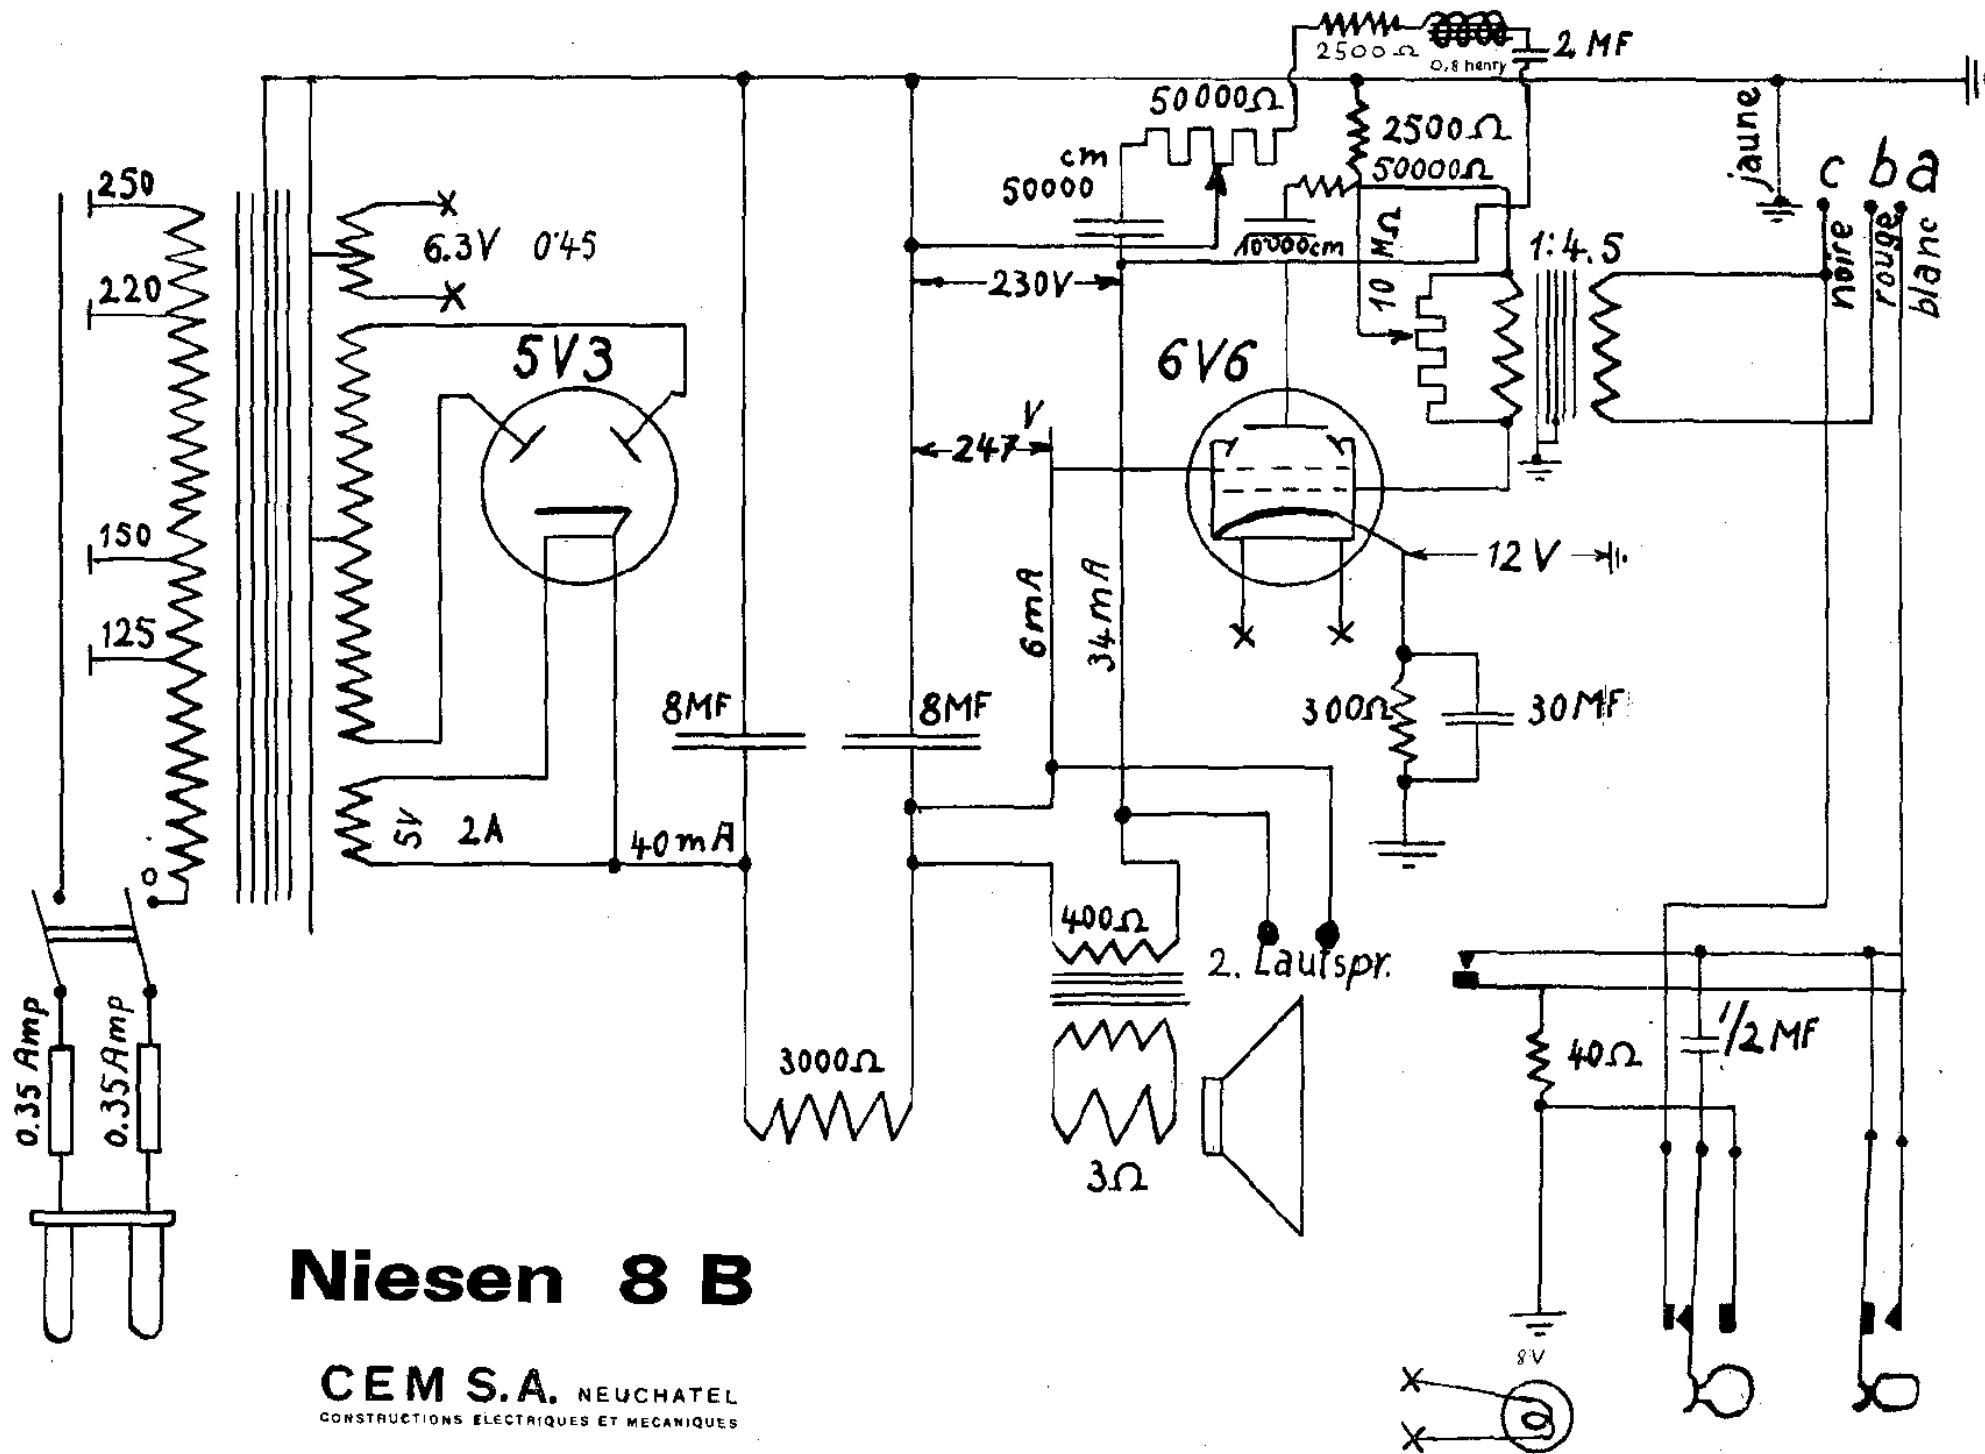 2500Ω
0,8 henry
2 MF
50000Ω
2500Ω
50000Ω
cm
50000
10000cm
10 MΩ
1:4.5
jaune
c b a
noire
rouge
blanc
250
220
150
125
6.3V 0'45
5V3
230V
6V6
V
247
12V
6mA
34mA
8MF
8MF
300Ω
30MF
5V 2A
40mA
400Ω
2. Lautspr.
0
0.35 Amp
0.35 Amp
3000Ω
3Ω
40Ω
1/2 MF
8V
Niesen 8 B
CEM S.A. NEUCHATEL
CONSTRUCTIONS ELECTRIQUES ET MECANIQUES